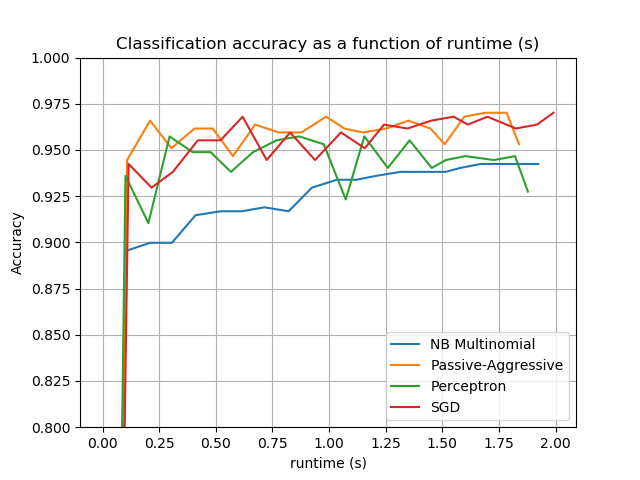 Classification accuracy as a function of runtime (s)
1.000
0.975
0.950
0.925
0.900
0.875
0.850
0.825
0.800
Accuracy
NB Multinomial
Passive-Aggressive
Perceptron
SGD
0.00 0.25 0.50 0.75 1.00 1.25 1.50 1.75 2.00
runtime (s)